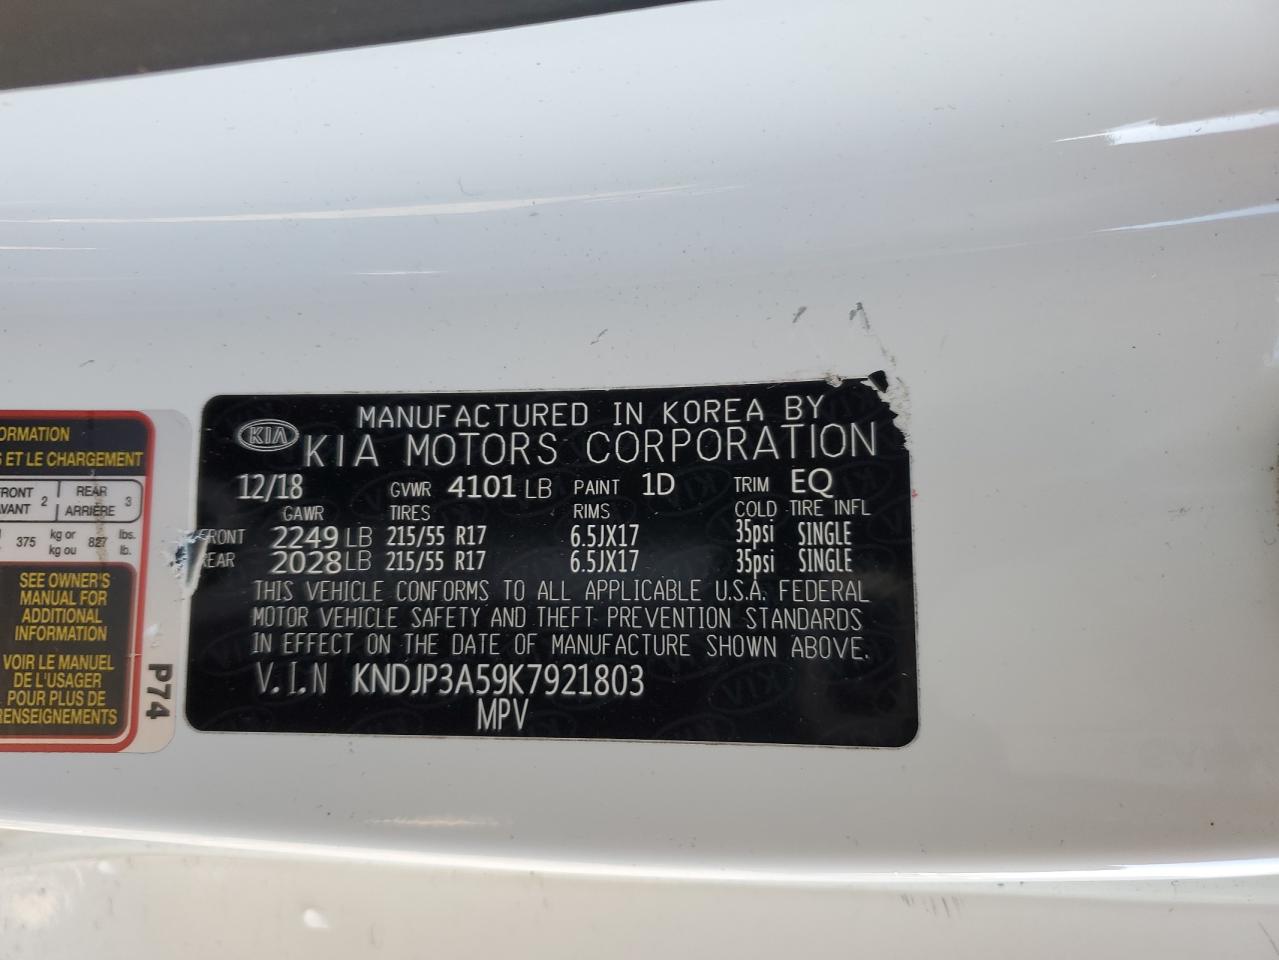 ORMATION
S ET LE CHARGEMENT
RONT 2 REAR 3
VANT ARRIÈRE
375 kg or 827 lbs.
kg ou lb.
SEE OWNER'S
MANUAL FOR
ADDITIONAL
INFORMATION
VOIR LE MANUEL
DE L'USAGER
POUR PLUS DE
RENSEIGNEMENTS
P74
MANUFACTURED IN KOREA BY
KIA KIA MOTORS CORPORATION
12/18 GVWR 4101 LB PAINT 1D TRIM EQ
GAWR TIRES RIMS COLD TIRE INFL
FRONT 2249 LB 215/55 R17 6.5JX17 35psi SINGLE
REAR 2028 LB 215/55 R17 6.5JX17 35psi SINGLE
THIS VEHICLE CONFORMS TO ALL APPLICABLE U.S.A. FEDERAL
MOTOR VEHICLE SAFETY AND THEFT PREVENTION STANDARDS
IN EFFECT ON THE DATE OF MANUFACTURE SHOWN ABOVE.
V.I.N KNDJP3A59K7921803
MPV